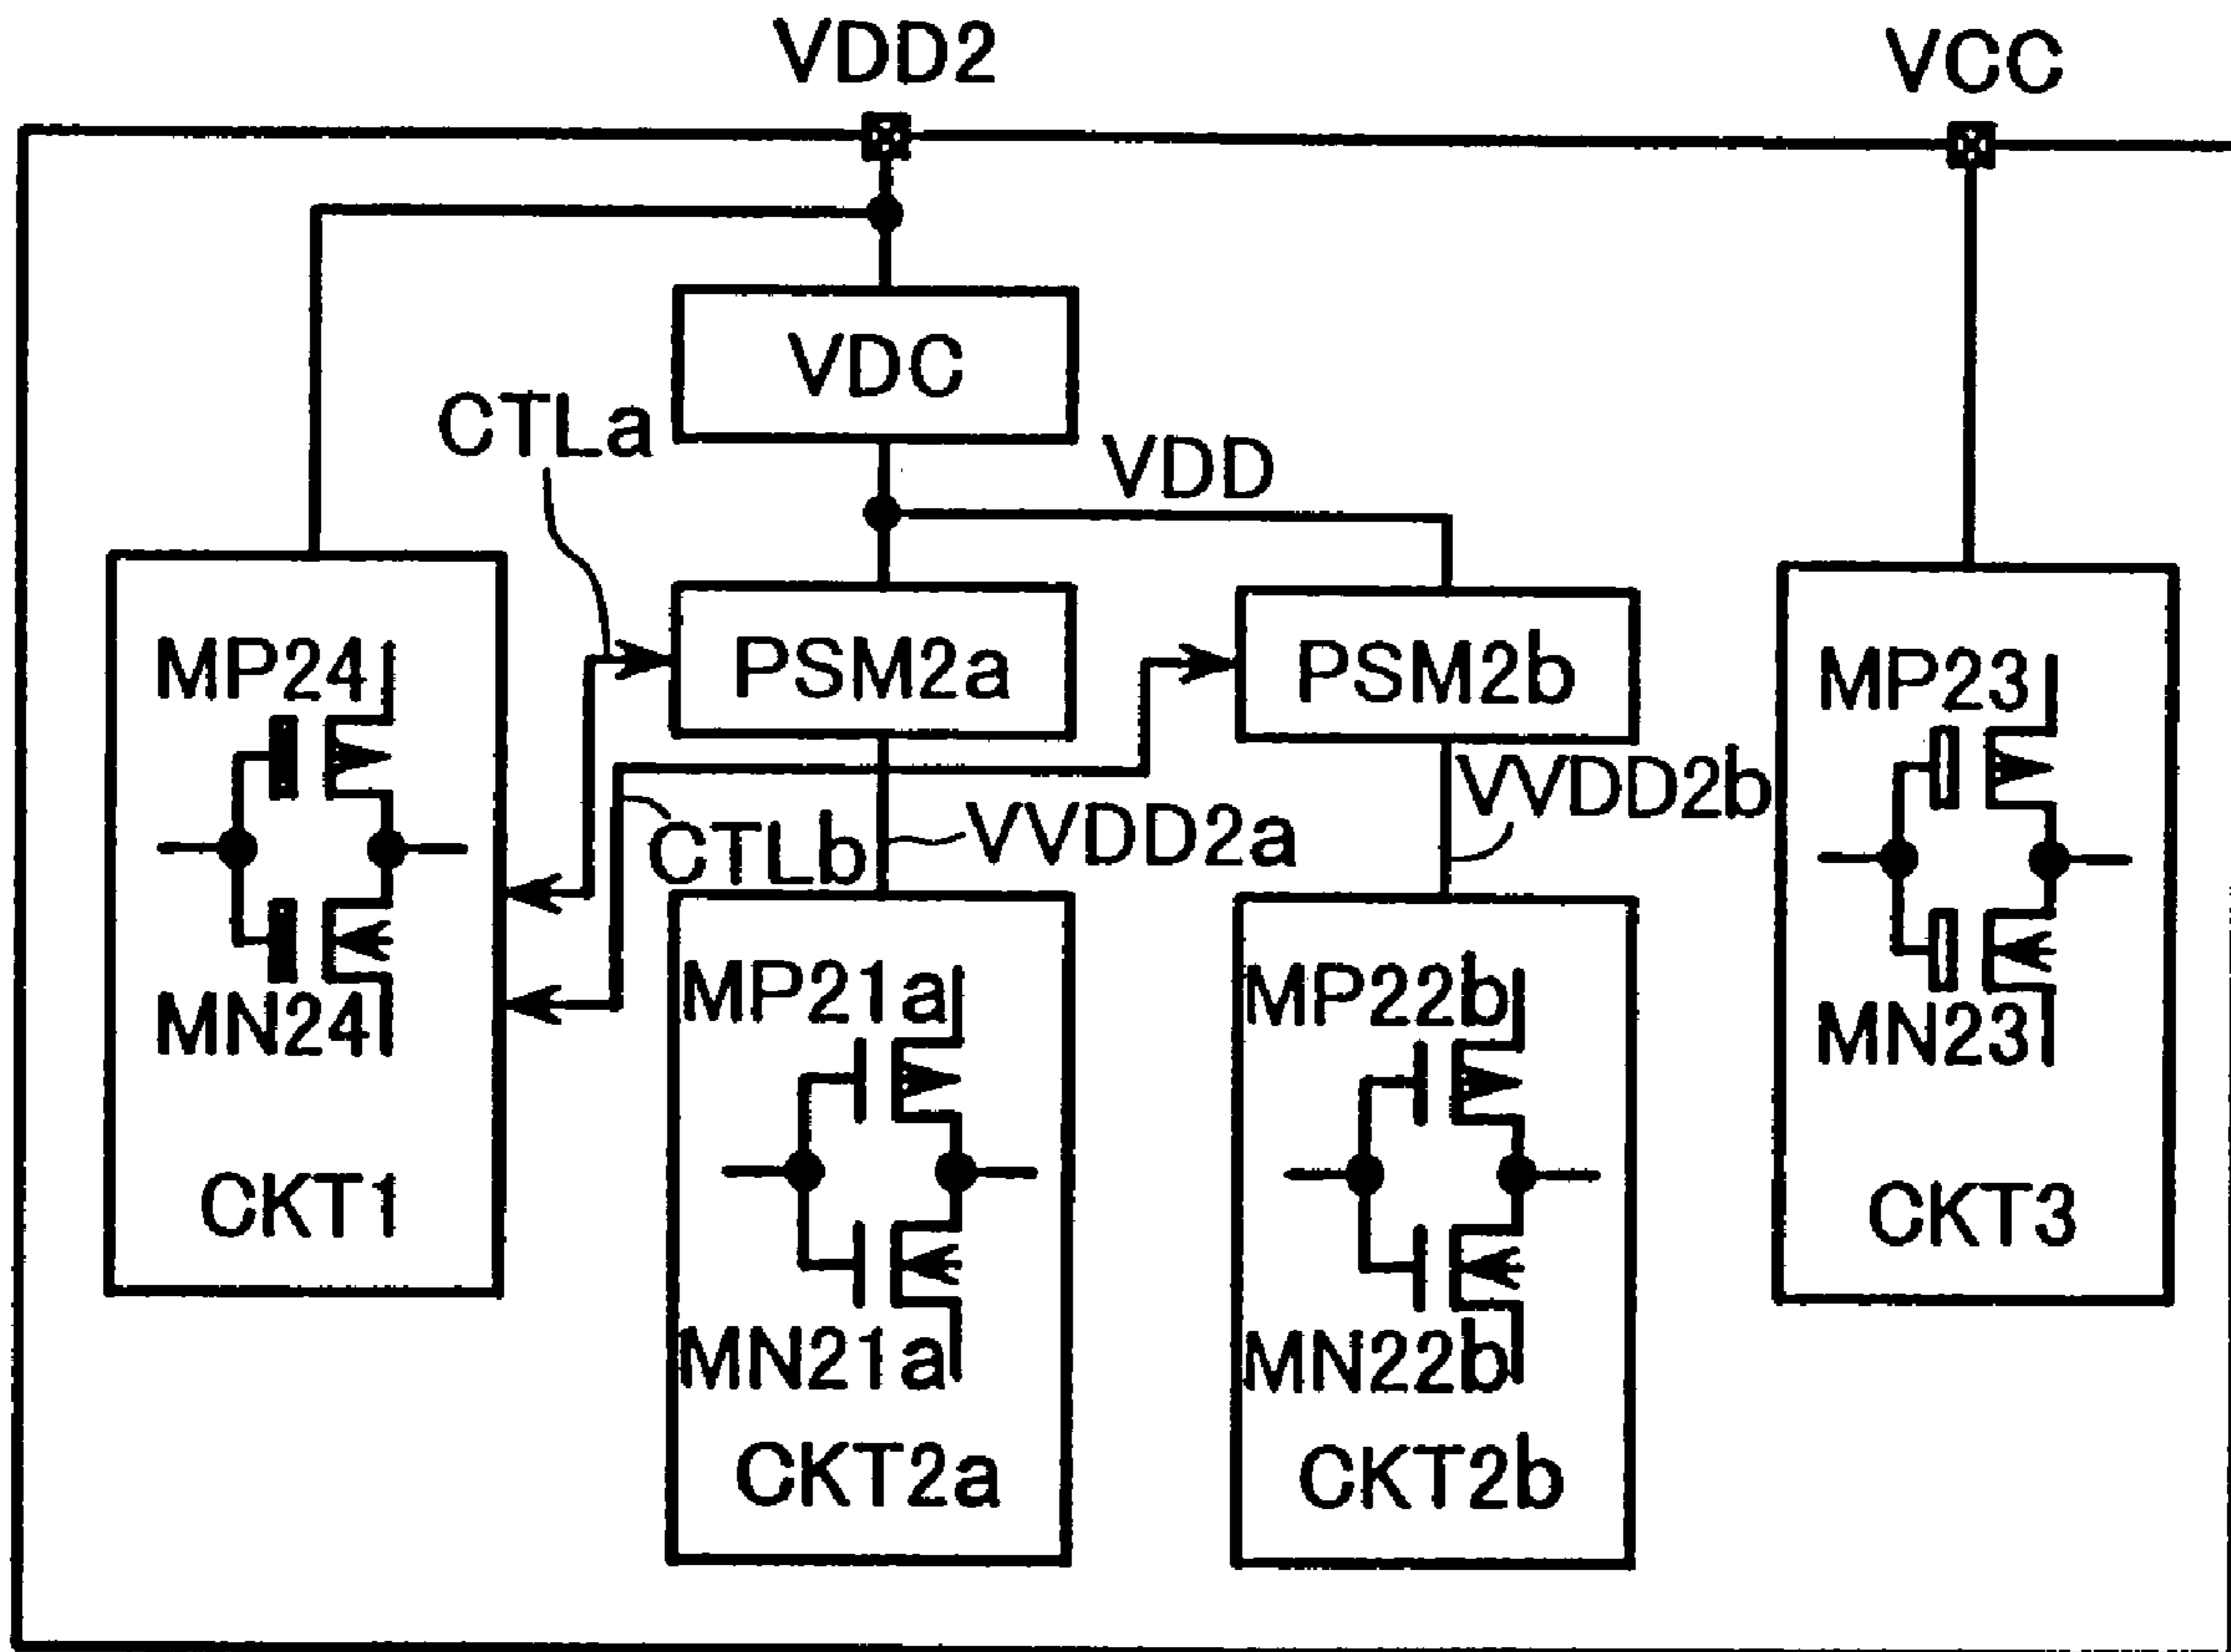 VDD2
VCC
VDC
CTLa
VDD
MP24
PSM2a
PSM2b
MP23
VVDD2b
CTLb
VVDD2a
MN24
MP21a
MP22b
MN23
CKT1
CKT3
MN21a
MN22b
CKT2a
CKT2b